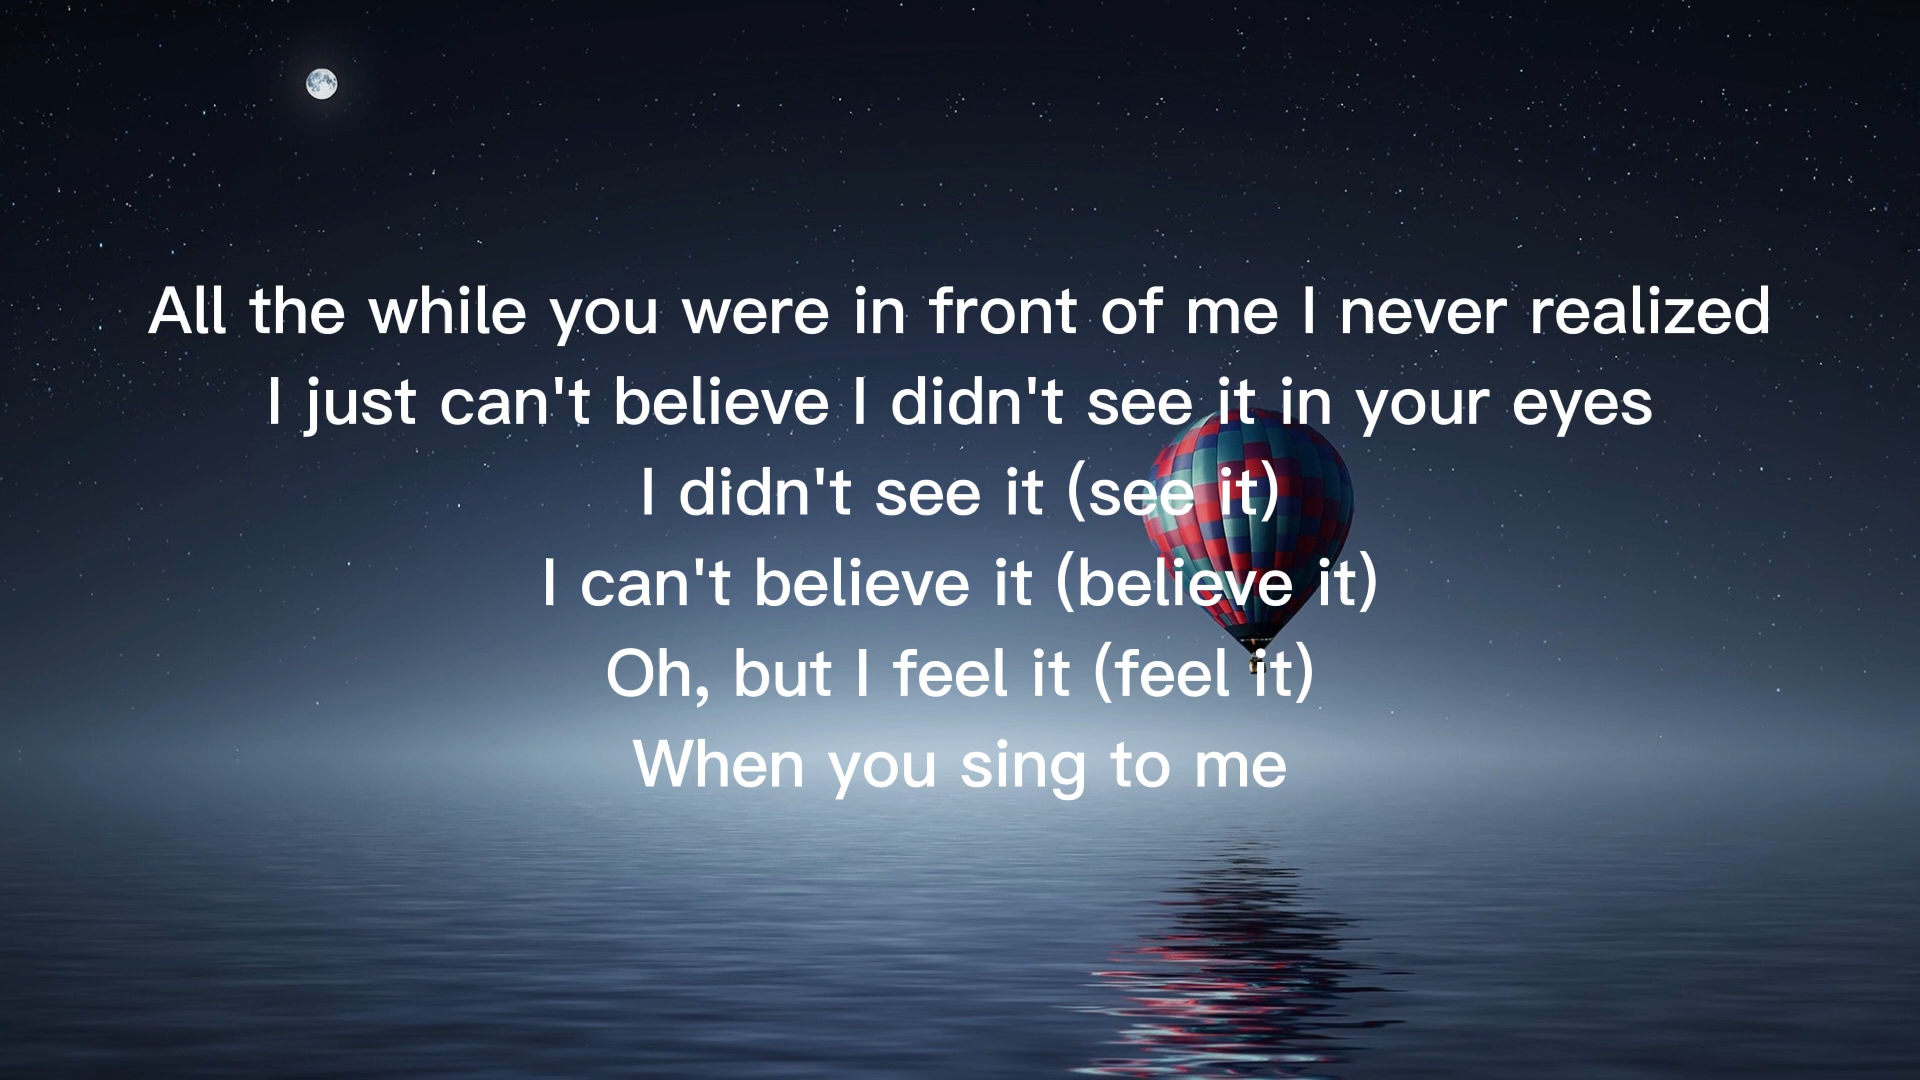 All the while you were in front of me I never realized
I just can't believe I didn't see it in your eyes
I didn't see it (see it)
I can't believe it (believe it)
Oh, but I feel it (feel it)
When you sing to me